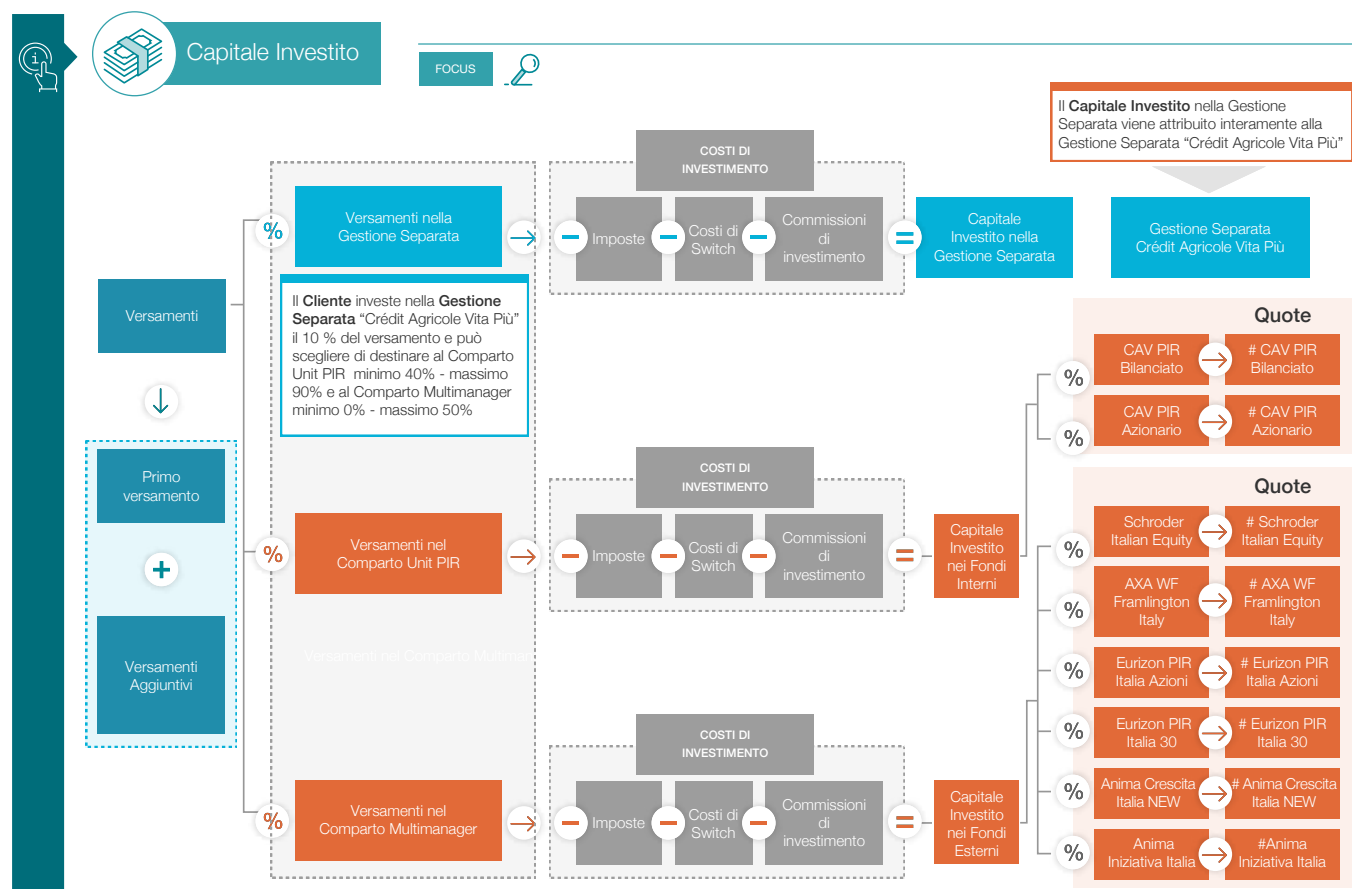 Capitale Investito
FOCUS
Il Capitale Investito nella Gestione
Separata viene attribuito interamente alla
Gestione Separata “Crédit Agricole Vita Più”
Versamenti
Primo
versamento
+
Versamenti
Aggiuntivi
%
Versamenti nella
Gestione Separata
COSTI DI
INVESTIMENTO
Imposte
Costi di
Switch
Commissioni
di
investimento
=
Capitale
Investito nella
Gestione Separata
Gestione Separata
Crédit Agricole Vita Più
Il Cliente investe nella Gestione
Separata “Crédit Agricole Vita Più”
il 10 % del versamento e può
scegliere di destinare al Comparto
Unit PIR minimo 40% - massimo
90% e al Comparto Multimanager
minimo 0% - massimo 50%
%
Versamenti nel
Comparto Unit PIR
COSTI DI
INVESTIMENTO
Imposte
Costi di
Switch
Commissioni
di
investimento
=
Capitale
Investito
nei Fondi
Interni
Versamenti nel Comparto Multiman
%
Versamenti nel
Comparto Multimanager
COSTI DI
INVESTIMENTO
Imposte
Costi di
Switch
Commissioni
di
investimento
=
Capitale
Investito
nei Fondi
Esterni
Quote
%
CAV PIR
Bilanciato
# CAV PIR
Bilanciato
%
CAV PIR
Azionario
# CAV PIR
Azionario
Quote
%
Schroder
Italian Equity
# Schroder
Italian Equity
%
AXA WF
Framlington
Italy
# AXA WF
Framlington
Italy
%
Eurizon PIR
Italia Azioni
# Eurizon PIR
Italia Azioni
%
Eurizon PIR
Italia 30
# Eurizon PIR
Italia 30
%
Anima Crescita
Italia NEW
# Anima Crescita
Italia NEW
%
Anima
Iniziativa Italia
#Anima
Iniziativa Italia